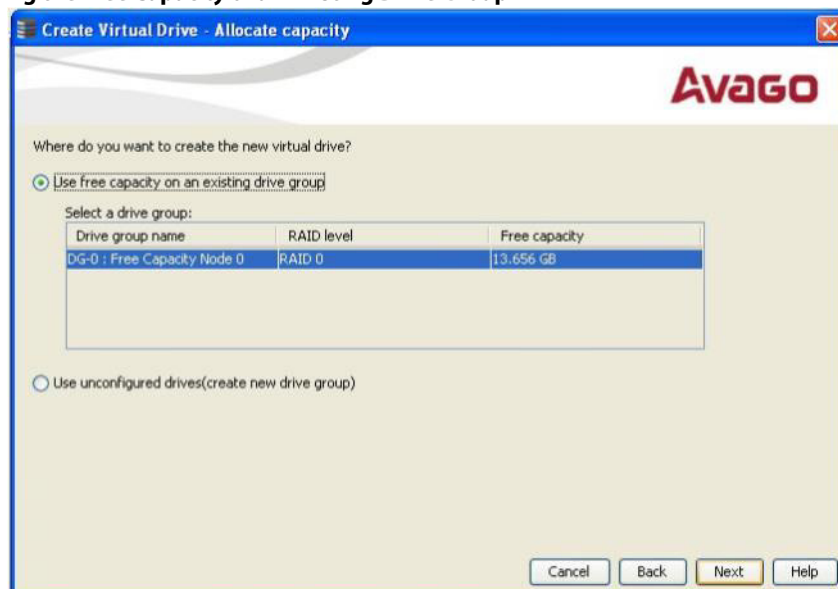 Create Virtual Drive - Allocate capacity
Avago
Where do you want to create the new virtual drive?
Use free capacity on an existing drive group
Select a drive group:
Drive group name RAID level Free capacity
DG-0 : Free Capacity Node 0 RAID 0 13.656 GB
Use unconfigured drives(create new drive group)
Cancel Back Next Help